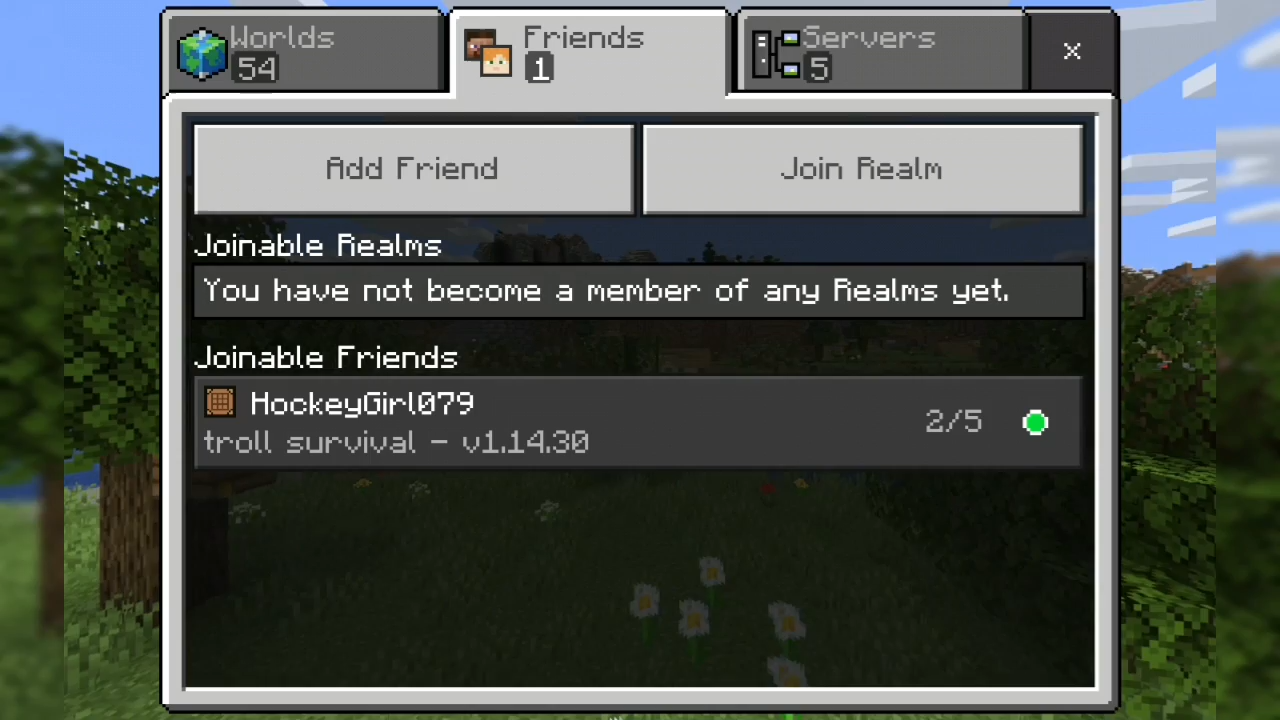 Worlds
54
Friends
1
Servers
5
x
Add Friend
Join Realm
Joinable Realms
You have not become a member of any Realms yet.
Joinable Friends
HockeyGirl079
troll survival - v1.14.30
2/5